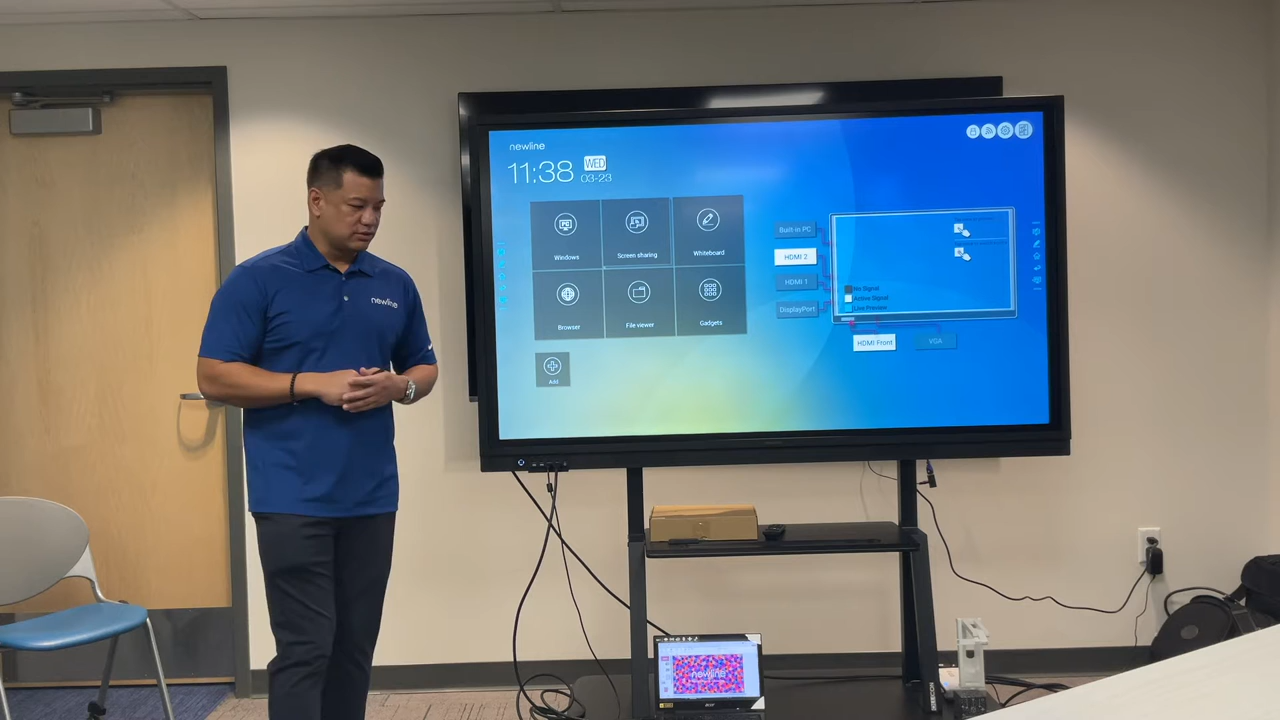 newline
11:38
WED
03-23
Windows
Screen sharing
Whiteboard
Browser
File viewer
Gadgets
Add
Built-in PC
HDMI 2
HDMI 1
DisplayPort
No Signal
Active Signal
Live Preview
HDMI Front
VGA
newline
newline
acer